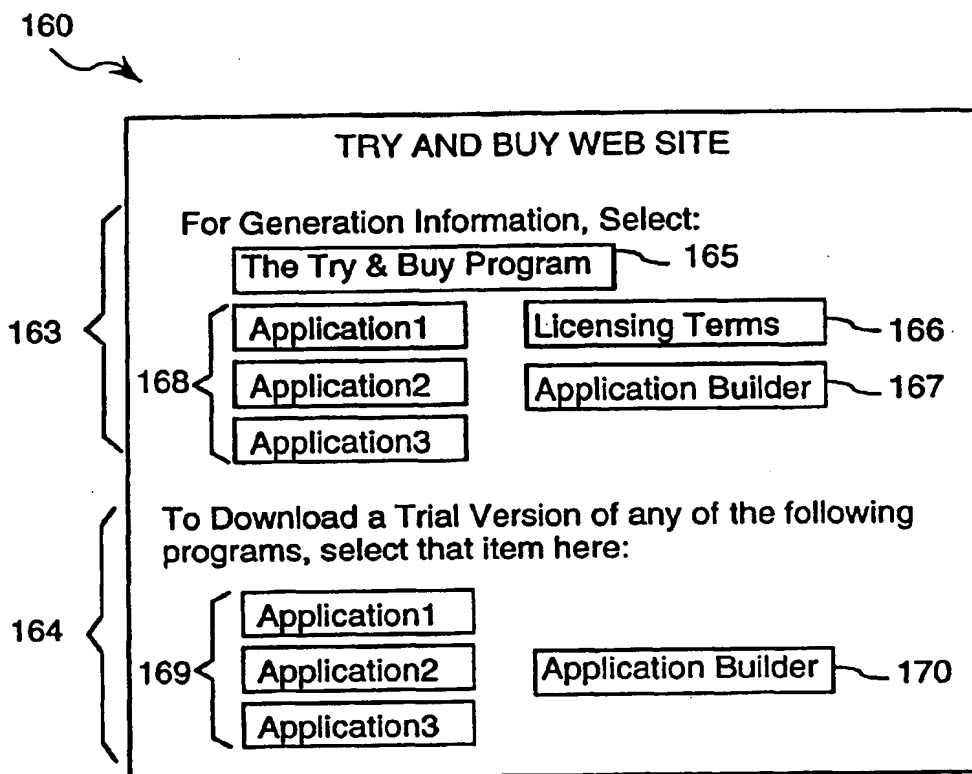 160
TRY AND BUY WEB SITE
For Generation Information, Select:
The Try & Buy Program 165
163
168
Application1 Licensing Terms 166
Application2 Application Builder 167
Application3
To Download a Trial Version of any of the following
programs, select that item here:
164
169
Application1
Application2 Application Builder 170
Application3